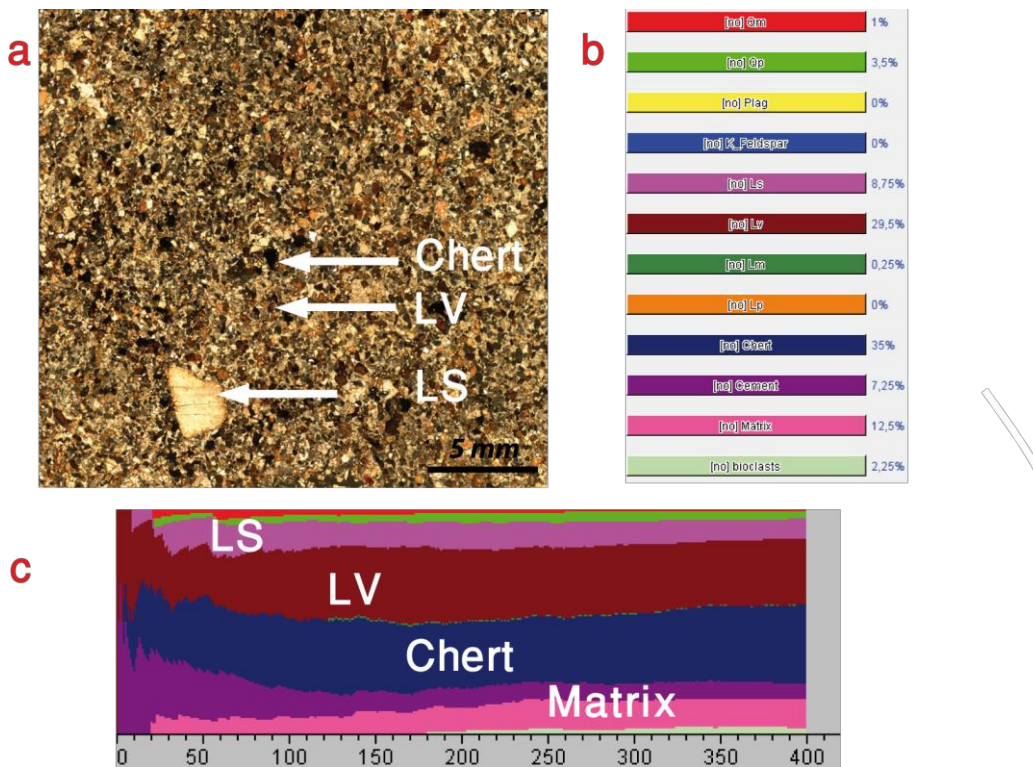 a
Chert
LV
LS
5 mm
b
[no] Qm 1%
[no] Qp 3,5%
[no] Plag 0%
[no] K_Feldspar 0%
[no] Ls 8,75%
[no] Lv 29,5%
[no] Lm 0,25%
[no] Lp 0%
[no] Chert 35%
[no] Cement 7,25%
[no] Matrix 12,5%
[no] bioclasts 2,25%
c
LS
LV
Chert
Matrix
0 50 100 150 200 250 300 350 400